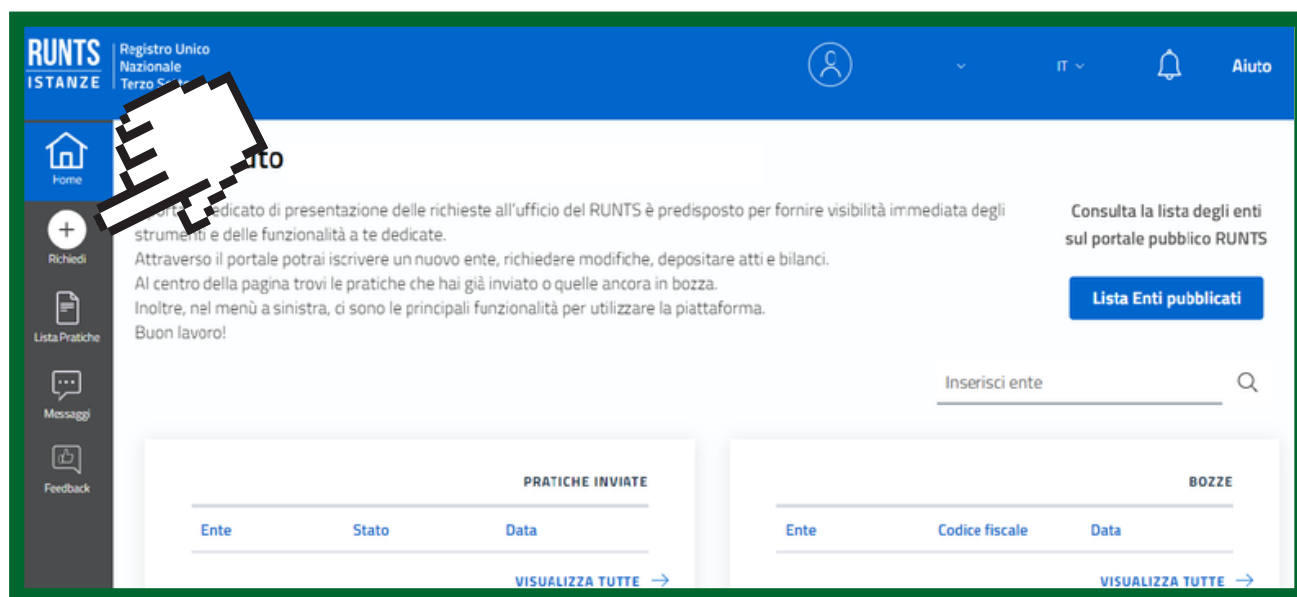 RUNTS
ISTANZE
Registro Unico
Nazionale
Terzo
IT
Aiuto
Home
Richiedi
Lista Pratiche
Messaggi
Feedback
dedicato di presentazione delle richieste all'ufficio del RUNTS è predisposto per fornire visibilità immediata degli
strumenti e delle funzionalità a te dedicate.
Attraverso il portale potrai iscrivere un nuovo ente, richiedere modifiche, depositare atti e bilanci.
Al centro della pagina trovi le pratiche che hai già inviato o quelle ancora in bozza.
Inoltre, nel menù a sinistra, ci sono le principali funzionalità per utilizzare la piattaforma.
Buon lavoro!
Consulta la lista degli enti
sul portale pubblico RUNTS
Lista Enti pubblicati
Inserisci ente
PRATICHE INVIATE
Ente Stato Data
VISUALIZZA TUTTE
BOZZE
Ente Codice fiscale Data
VISUALIZZA TUTTE